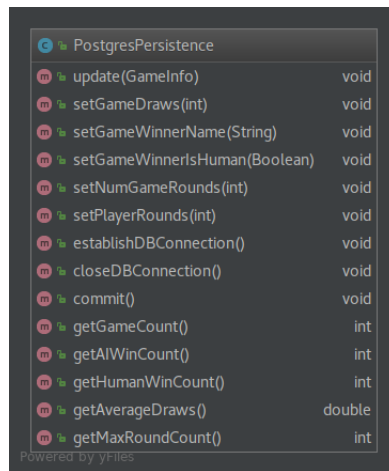 PostgresPersistence
update(GameInfo) void
setGameDraws(int) void
setGameWinnerName(String) void
setGameWinnerIsHuman(Boolean) void
setNumGameRounds(int) void
setPlayerRounds(int) void
establishDBConnection() void
closeDBConnection() void
commit() void
getGameCount() int
getAIWinCount() int
getHumanWinCount() int
getAverageDraws() double
getMaxRoundCount() int
Powered by yFiles